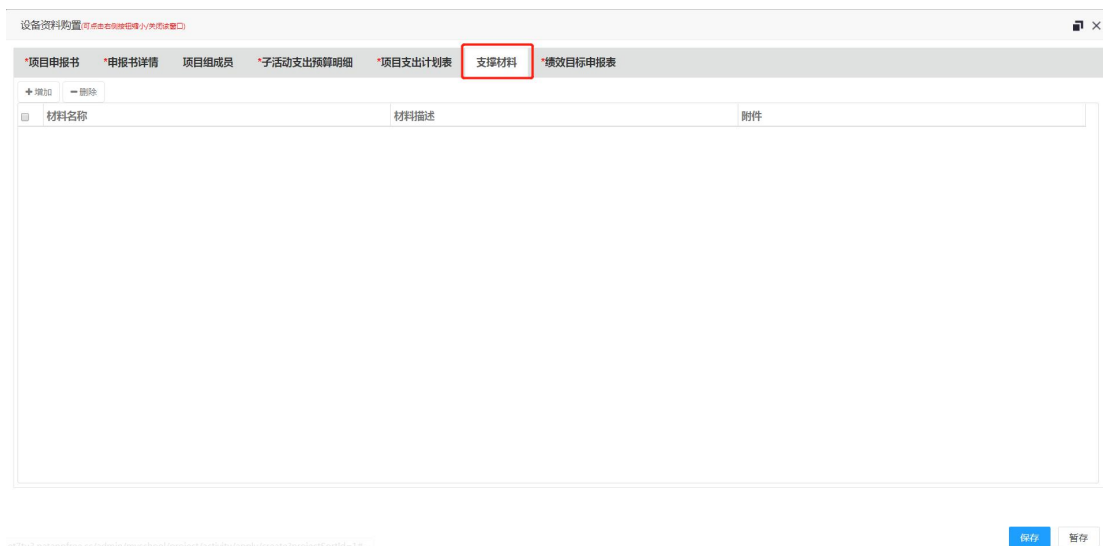 设备资料购置(可点击右侧按钮缩小/关闭该窗口)
*项目申报书 *申报书详情 项目组成员 *子活动支出预算明细 *项目支出计划表 支撑材料 *绩效目标申报表
增加 删除
材料名称 材料描述 附件
保存 暂存